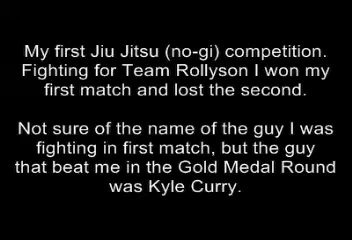 My first Jiu Jitsu (no-gi) competition.
Fighting for Team Rollyson I won my
first match and lost the second.
Not sure of the name of the guy I was
fighting in first match, but the guy
that beat me in the Gold Medal Round
was Kyle Curry.